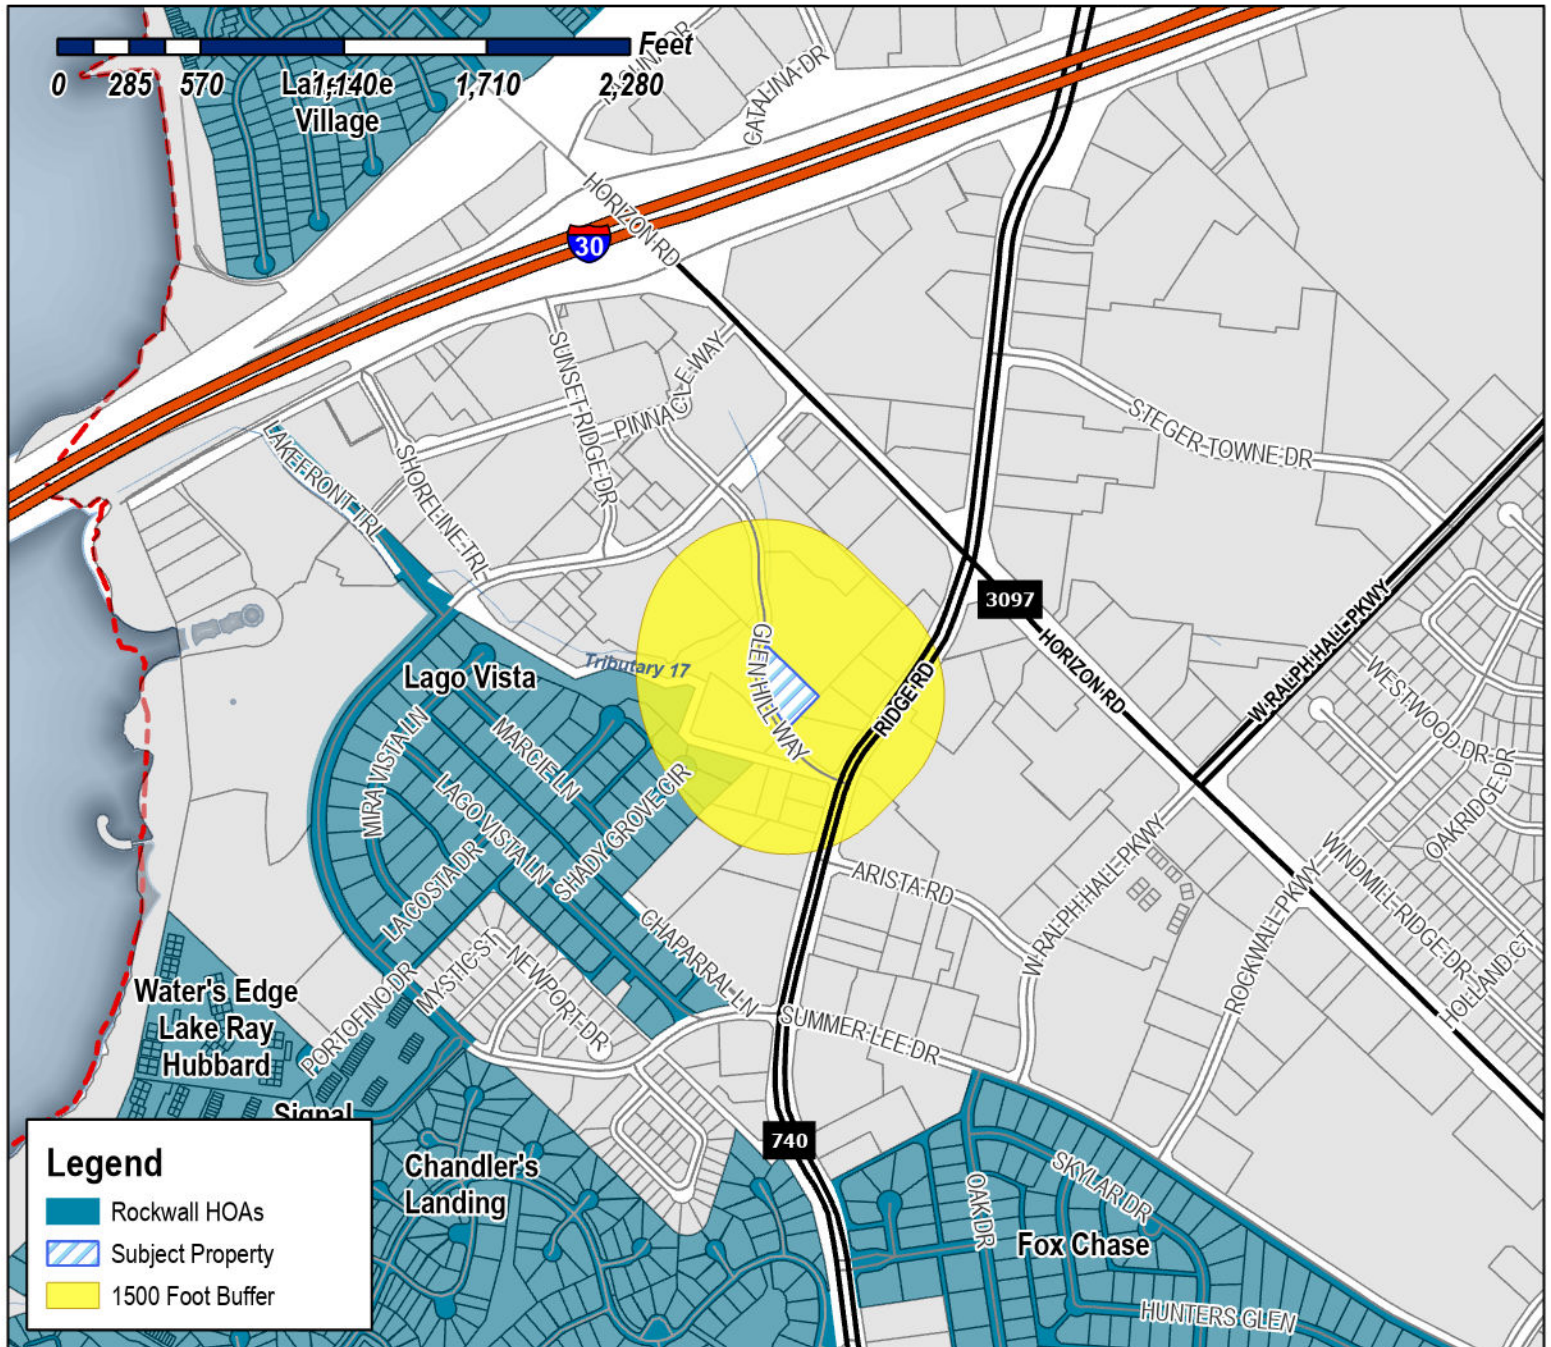 Feet
0 285 570 1,140 1,710 2,280
Village
CATALINA DR
HORIZON RD
30
SUNSET RIDGE DR
PINNACLE WAY
STEGER TOWNE DR
LAKEFRONT TRL
SHORELINE TRL
3097
HORIZON RD
W RALPH HALL PKWY
GLEN HILL WAY
RIDGE RD
Tributary 17
Lago Vista
WESTWOOD DR
OAKRIDGE DR
MIRA VISTA LN
MARCIE LN
LAGO VISTA LN
SHADY GROVE CIR
LA COSTA DR
ARISTA RD
W RALPH HALL PKWY
WINDMILL RIDGE DR
ROCKWALL PKWY
HOLLAND CT
CHAPARRAL LN
MYSTIC ST
NEWPORT DR
PORTOFINO DR
SUMMER LEE DR
Water's Edge
Lake Ray
Hubbard
Signal
740
Chandler's
Landing
SKYLAR DR
OAK DR
Fox Chase
HUNTERS GLEN
Legend
Rockwall HOAs
Subject Property
1500 Foot Buffer